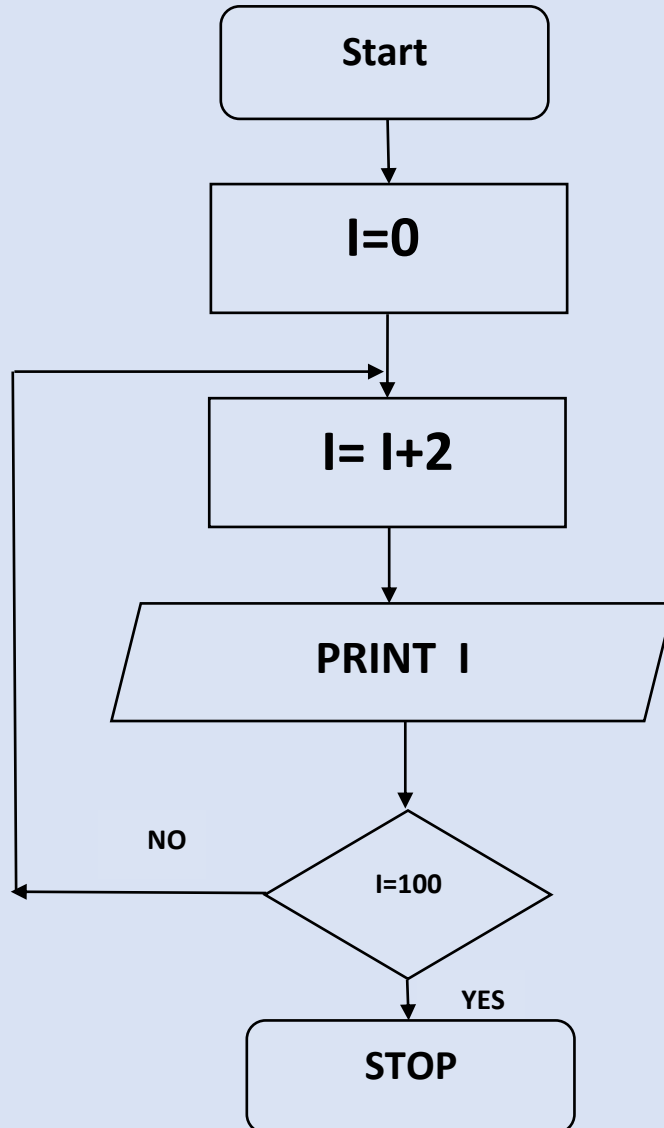 Start
I=0
I= I+2
PRINT I
NO
I=100
YES
STOP